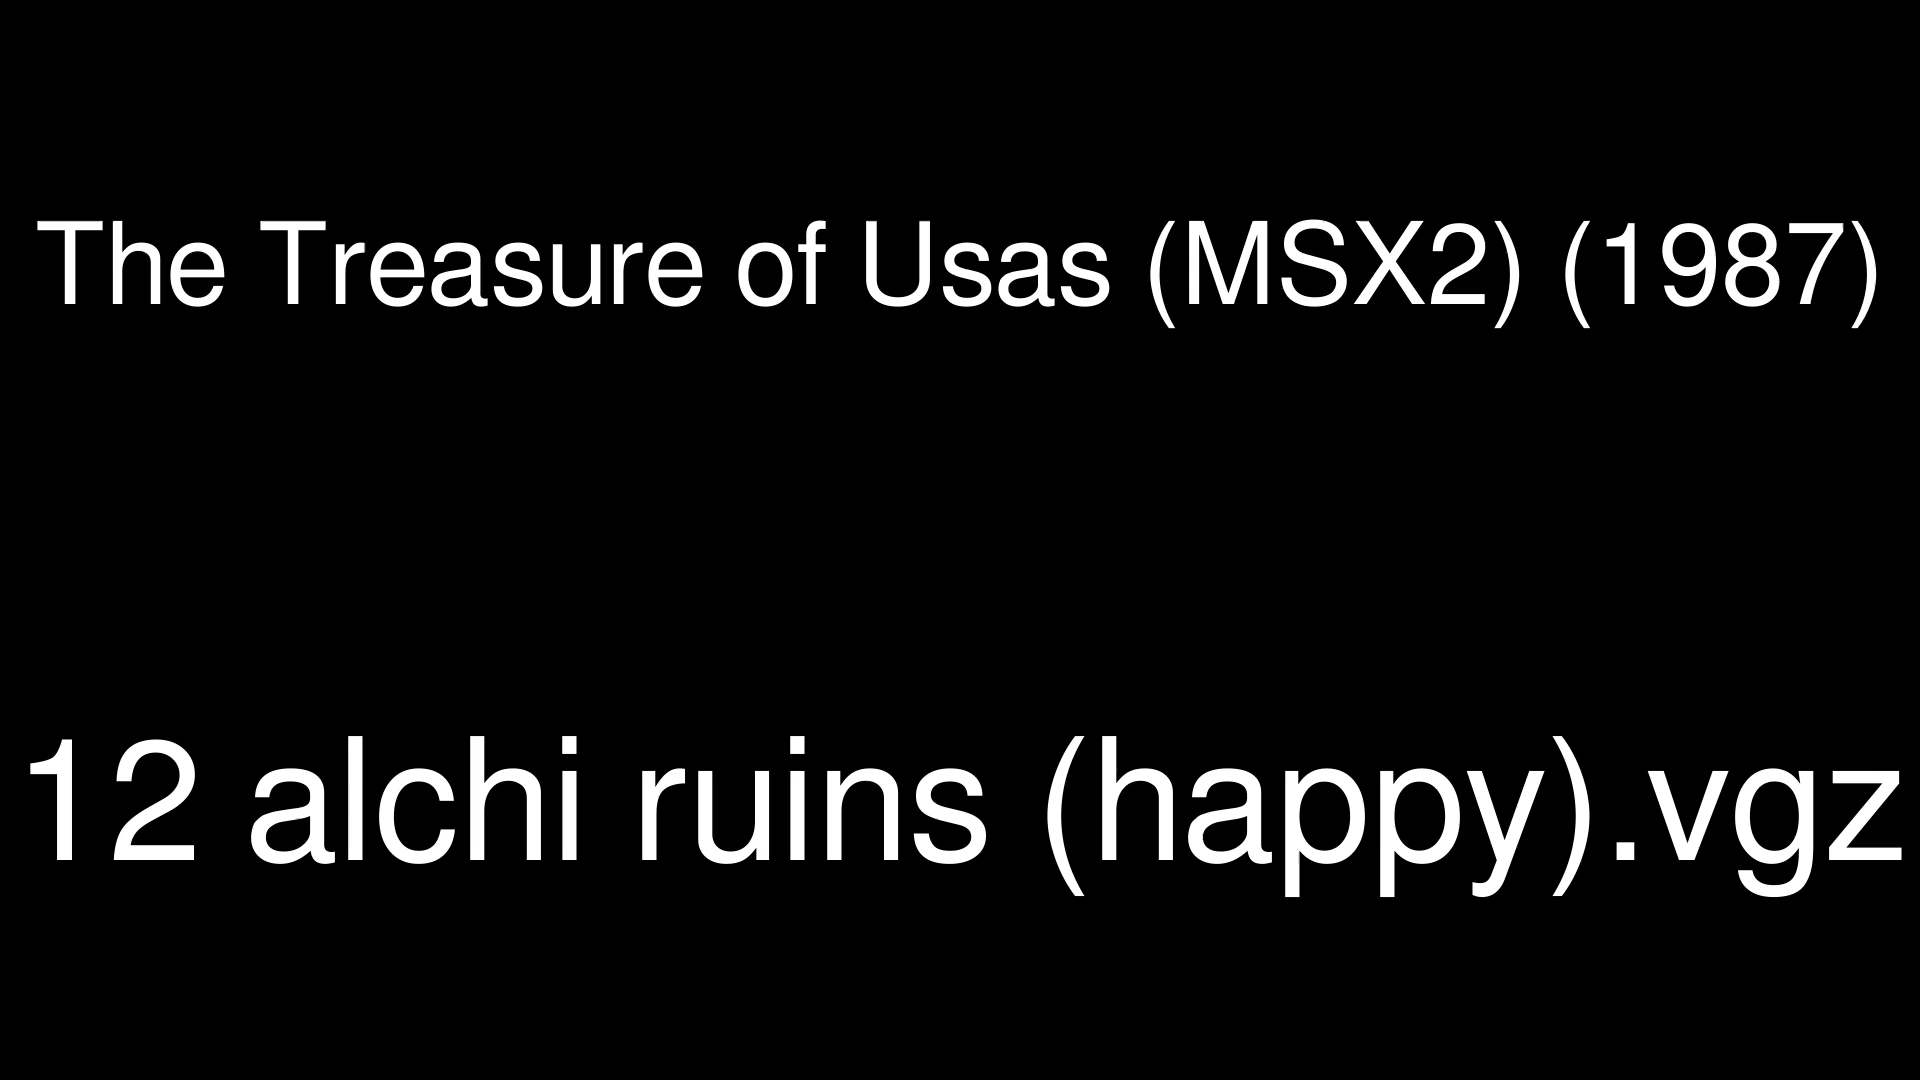 The Treasure of Usas (MSX2) (1987)
12 alchi ruins (happy).vgz